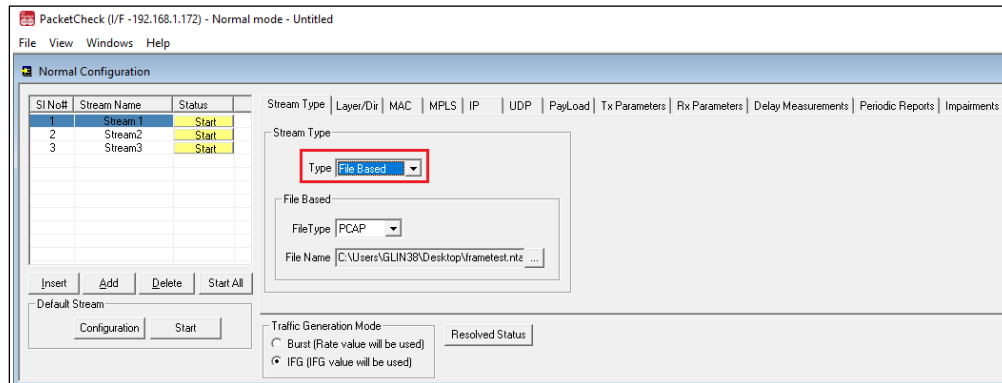 PacketCheck (I/F -192.168.1.172) - Normal mode - Untitled
File View Windows Help
Normal Configuration
Sl No# Stream Name Status
1 Stream 1 Start
2 Stream2 Start
3 Stream3 Start
Insert Add Delete Start All
Default Stream
Configuration Start
Stream Type Layer/Dir MAC MPLS IP UDP PayLoad Tx Parameters Rx Parameters Delay Measurements Periodic Reports Impairments
Stream Type
Type File Based
File Based
FileType PCAP
File Name C:\Users\GLIN38\Desktop\frametest.nta ...
Traffic Generation Mode
Burst (Rate value will be used)
IFG (IFG value will be used)
Resolved Status